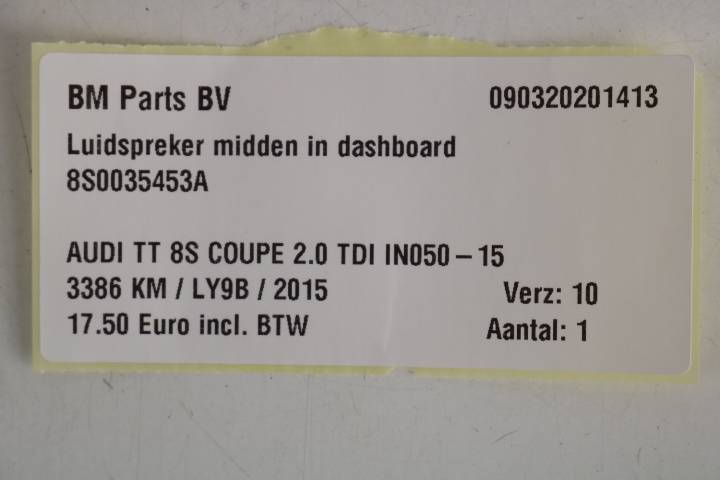 BM Parts BV 090320201413
Luidspreker midden in dashboard
8S0035453A
AUDI TT 8S COUPE 2.0 TDI IN050 – 15
3386 KM / LY9B / 2015 Verz: 10
17.50 Euro incl. BTW Aantal: 1